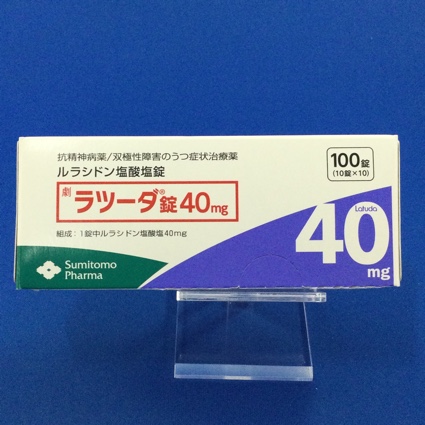 抗精神病薬/双極性障害のうつ症状治療薬
ルラシドン塩酸塩錠
劇 ラツーダ®錠40mg
組成：1錠中ルラシドン塩酸塩40mg
100錠
(10錠×10)
Latuda
40
mg
Sumitomo
Pharma